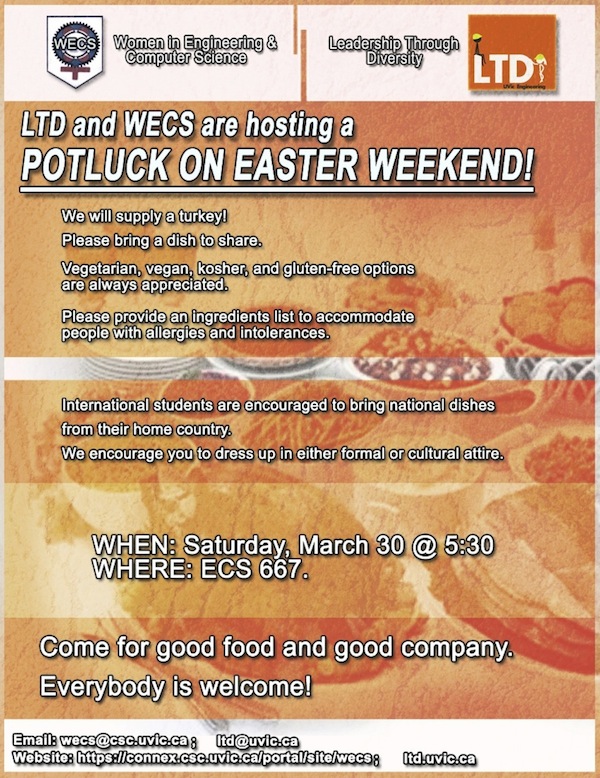 WECS
Women in Engineering &
Computer Science
Leadership Through
Diversity
LTD
UVic Engineering
LTD and WECS are hosting a
POTLUCK ON EASTER WEEKEND!
We will supply a turkey!
Please bring a dish to share.
Vegetarian, vegan, kosher, and gluten-free options
are always appreciated.
Please provide an ingredients list to accommodate
people with allergies and intolerances.
International students are encouraged to bring national dishes
from their home country.
We encourage you to dress up in either formal or cultural attire.
WHEN: Saturday, March 30 @ 5:30
WHERE: ECS 667.
Come for good food and good company.
Everybody is welcome!
Email: wecs@csc.uvic.ca ; ltd@uvic.ca
Website: https://connex.csc.uvic.ca/portal/site/wecs ; ltd.uvic.ca